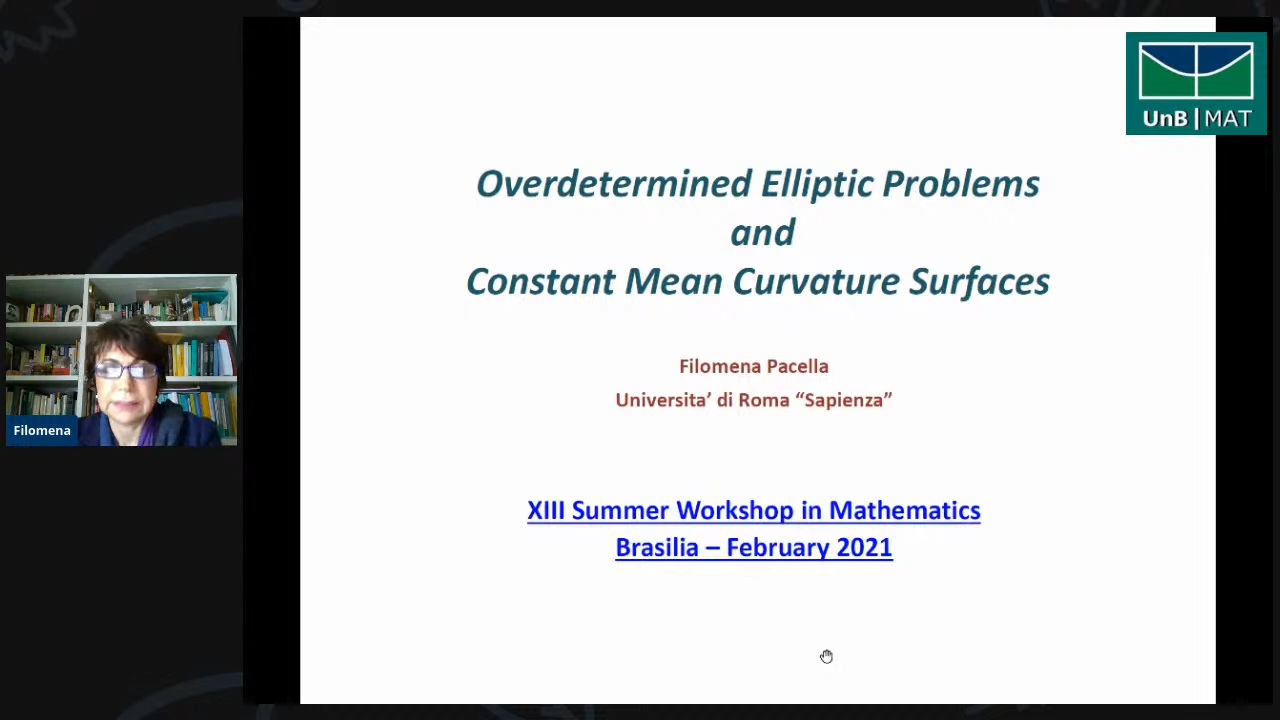 UnB | MAT
Overdetermined Elliptic Problems
and
Constant Mean Curvature Surfaces
Filomena Pacella
Universita’ di Roma “Sapienza”
Filomena
XIII Summer Workshop in Mathematics
Brasilia – February 2021